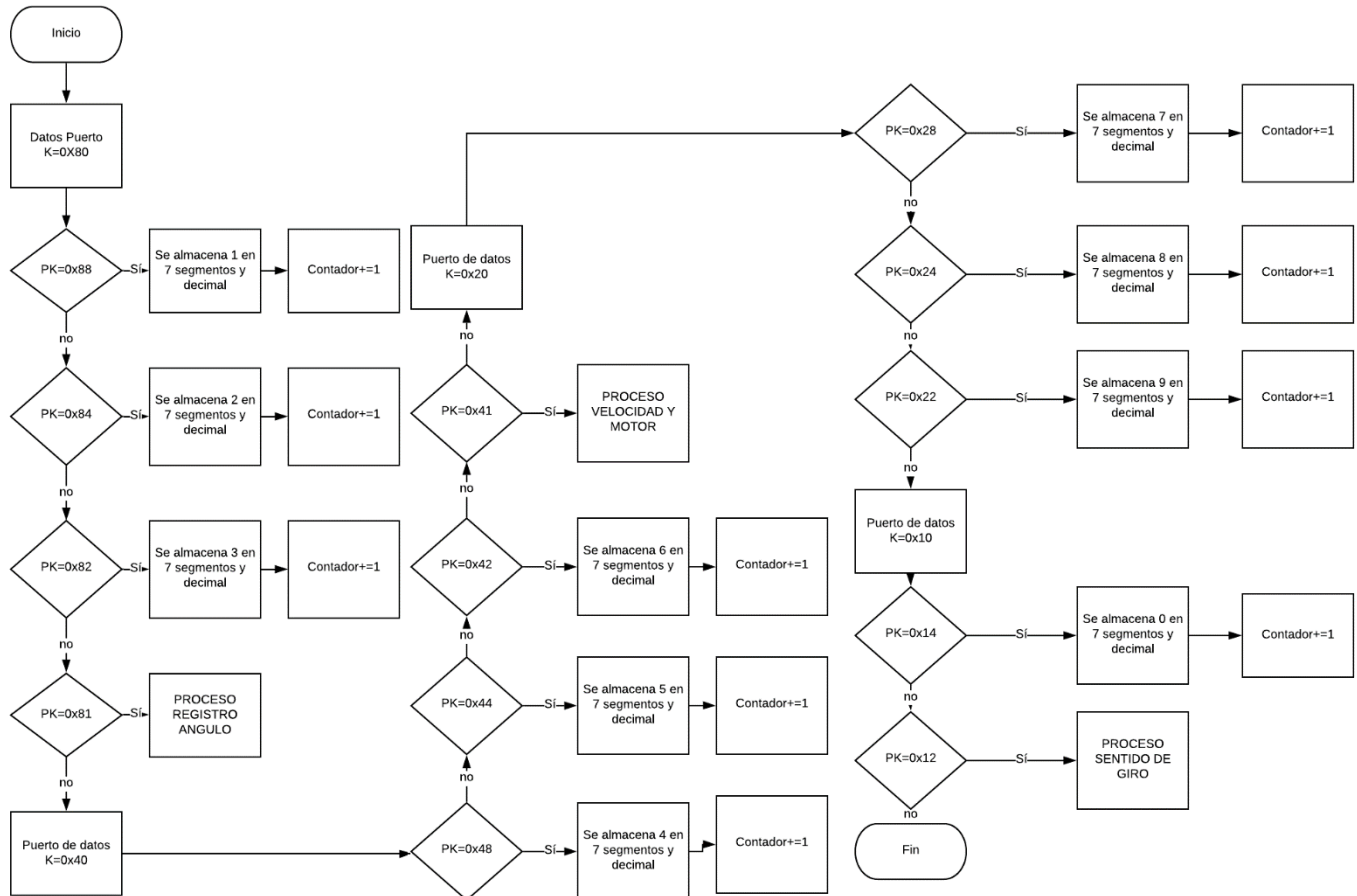 Inicio
Datos Puerto
K=0X80
PK=0x88
Sí
Se almacena 1 en
7 segmentos y
decimal
Contador+=1
no
PK=0x84
Sí
Se almacena 2 en
7 segmentos y
decimal
Contador+=1
no
PK=0x82
Sí
Se almacena 3 en
7 segmentos y
decimal
Contador+=1
no
PK=0x81
Sí
PROCESO
REGISTRO
ANGULO
no
Puerto de datos
K=0x40
PK=0x48
Sí
Se almacena 4 en
7 segmentos y
decimal
Contador+=1
no
PK=0x44
Sí
Se almacena 5 en
7 segmentos y
decimal
Contador+=1
no
PK=0x42
Sí
Se almacena 6 en
7 segmentos y
decimal
Contador+=1
no
PK=0x41
Sí
PROCESO
VELOCIDAD Y
MOTOR
no
Puerto de datos
K=0x20
PK=0x28
Sí
Se almacena 7 en
7 segmentos y
decimal
Contador+=1
no
PK=0x24
Sí
Se almacena 8 en
7 segmentos y
decimal
Contador+=1
no
PK=0x22
Sí
Se almacena 9 en
7 segmentos y
decimal
Contador+=1
no
Puerto de datos
K=0x10
PK=0x14
Sí
Se almacena 0 en
7 segmentos y
decimal
Contador+=1
no
PK=0x12
Sí
PROCESO
SENTIDO DE
GIRO
no
Fin